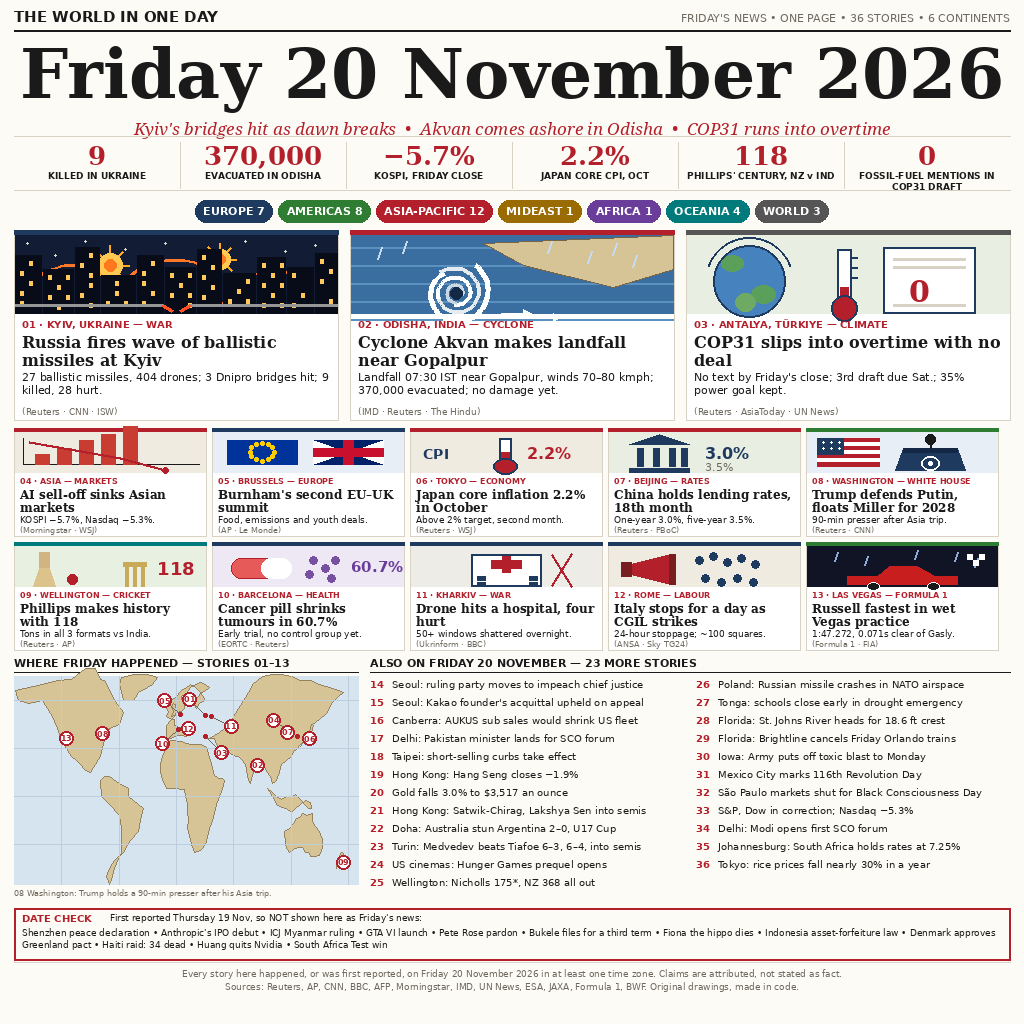 THE WORLD IN ONE DAY
FRIDAY'S NEWS • ONE PAGE • 36 STORIES • 6 CONTINENTS
Friday 20 November 2026
Kyiv's bridges hit as dawn breaks • Akvan comes ashore in Odisha • COP31 runs into overtime
9
KILLED IN UKRAINE
370,000
EVACUATED IN ODISHA
−5.7%
KOSPI, FRIDAY CLOSE
2.2%
JAPAN CORE CPI, OCT
118
PHILLIPS' CENTURY, NZ v IND
0
FOSSIL-FUEL MENTIONS IN
COP31 DRAFT
EUROPE 7
AMERICAS 8
ASIA-PACIFIC 12
MIDEAST 1
AFRICA 1
OCEANIA 4
WORLD 3
01 · KYIV, UKRAINE — WAR
Russia fires wave of ballistic
missiles at Kyiv
27 ballistic missiles, 404 drones; 3 Dnipro bridges hit; 9
killed, 28 hurt.
(Reuters · CNN · ISW)
02 · ODISHA, INDIA — CYCLONE
Cyclone Akvan makes landfall
near Gopalpur
Landfall 07:30 IST near Gopalpur, winds 70–80 kmph;
370,000 evacuated; no damage yet.
(IMD · Reuters · The Hindu)
0
03 · ANTALYA, TÜRKIYE — CLIMATE
COP31 slips into overtime with no
deal
No text by Friday's close; 3rd draft due Sat.; 35%
power goal kept.
(Reuters · AsiaToday · UN News)
04 · ASIA — MARKETS
AI sell-off sinks Asian
markets
KOSPI −5.7%, Nasdaq −5.3%.
(Morningstar · WSJ)
05 · BRUSSELS — EUROPE
Burnham's second EU–UK
summit
Food, emissions and youth deals.
(AP · Le Monde)
CPI
2.2%
06 · TOKYO — ECONOMY
Japan core inflation 2.2%
in October
Above 2% target, second month.
(Reuters · WSJ)
3.0%
3.5%
07 · BEIJING — RATES
China holds lending rates,
18th month
One-year 3.0%, five-year 3.5%.
(Reuters · PBoC)
08 · WASHINGTON — WHITE HOUSE
Trump defends Putin,
floats Miller for 2028
90-min presser after Asia trip.
(Reuters · CNN)
118
09 · WELLINGTON — CRICKET
Phillips makes history
with 118
Tons in all 3 formats vs India.
(Reuters · AP)
60.7%
10 · BARCELONA — HEALTH
Cancer pill shrinks
tumours in 60.7%
Early trial, no control group yet.
(EORTC · Reuters)
11 · KHARKIV — WAR
Drone hits a hospital, four
hurt
50+ windows shattered overnight.
(Ukrinform · BBC)
12 · ROME — LABOUR
Italy stops for a day as
CGIL strikes
24-hour stoppage; ~100 squares.
(ANSA · Sky TG24)
13 · LAS VEGAS — FORMULA 1
Russell fastest in wet
Vegas practice
1:47.272, 0.071s clear of Gasly.
(Formula 1 · FIA)
WHERE FRIDAY HAPPENED — STORIES 01–13
05
01
04
13
08
12
11
07
06
10
03
02
09
08 Washington: Trump holds a 90-min presser after his Asia trip.
ALSO ON FRIDAY 20 NOVEMBER — 23 MORE STORIES
14 Seoul: ruling party moves to impeach chief justice
15 Seoul: Kakao founder's acquittal upheld on appeal
16 Canberra: AUKUS sub sales would shrink US fleet
17 Delhi: Pakistan minister lands for SCO forum
18 Taipei: short-selling curbs take effect
19 Hong Kong: Hang Seng closes −1.9%
20 Gold falls 3.0% to $3,517 an ounce
21 Hong Kong: Satwik-Chirag, Lakshya Sen into semis
22 Doha: Australia stun Argentina 2–0, U17 Cup
23 Turin: Medvedev beats Tiafoe 6–3, 6–4, into semis
24 US cinemas: Hunger Games prequel opens
25 Wellington: Nicholls 175*, NZ 368 all out
26 Poland: Russian missile crashes in NATO airspace
27 Tonga: schools close early in drought emergency
28 Florida: St. Johns River heads for 18.6 ft crest
29 Florida: Brightline cancels Friday Orlando trains
30 Iowa: Army puts off toxic blast to Monday
31 Mexico City marks 116th Revolution Day
32 São Paulo markets shut for Black Consciousness Day
33 S&P, Dow in correction; Nasdaq −5.3%
34 Delhi: Modi opens first SCO forum
35 Johannesburg: South Africa holds rates at 7.25%
36 Tokyo: rice prices fall nearly 30% in a year
DATE CHECK First reported Thursday 19 Nov, so NOT shown here as Friday's news:
Shenzhen peace declaration • Anthropic's IPO debut • ICJ Myanmar ruling • GTA VI launch • Pete Rose pardon • Bukele files for a third term • Fiona the hippo dies • Indonesia asset-forfeiture law • Denmark approves
Greenland pact • Haiti raid: 34 dead • Huang quits Nvidia • South Africa Test win
Every story here happened, or was first reported, on Friday 20 November 2026 in at least one time zone. Claims are attributed, not stated as fact.
Sources: Reuters, AP, CNN, BBC, AFP, Morningstar, IMD, UN News, ESA, JAXA, Formula 1, BWF. Original drawings, made in code.